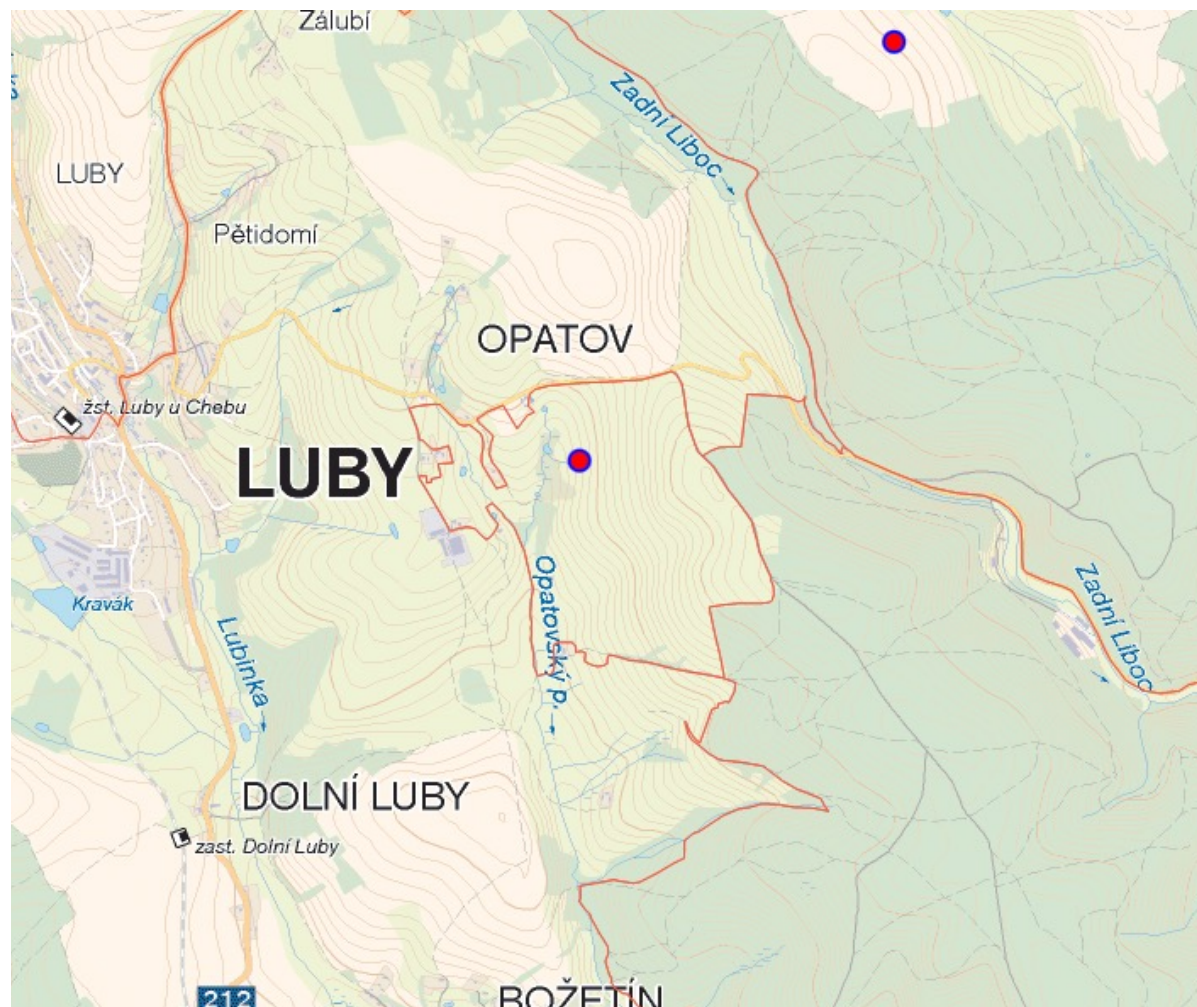 Zálubí
Zadní Liboc
LUBY
Pětidomí
OPATOV
žst. Luby u Chebu
LUBY
Opatovský p.
Zadní Liboc
Kravák
Lubinka
DOLNÍ LUBY
zast. Dolní Luby
212
BOŽETÍN